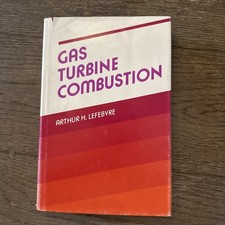 GAS
TURBINE
COMBUSTION
ARTHUR H. LEFEBVRE